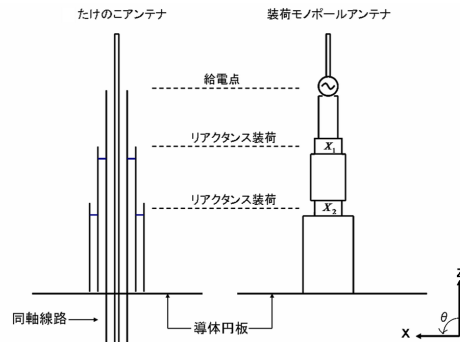 たけのこアンテナ
装荷モノポールアンテナ
給電点
リアクタンス装荷
X1
リアクタンス装荷
X2
同軸線路
導体円板
Z
θ
X